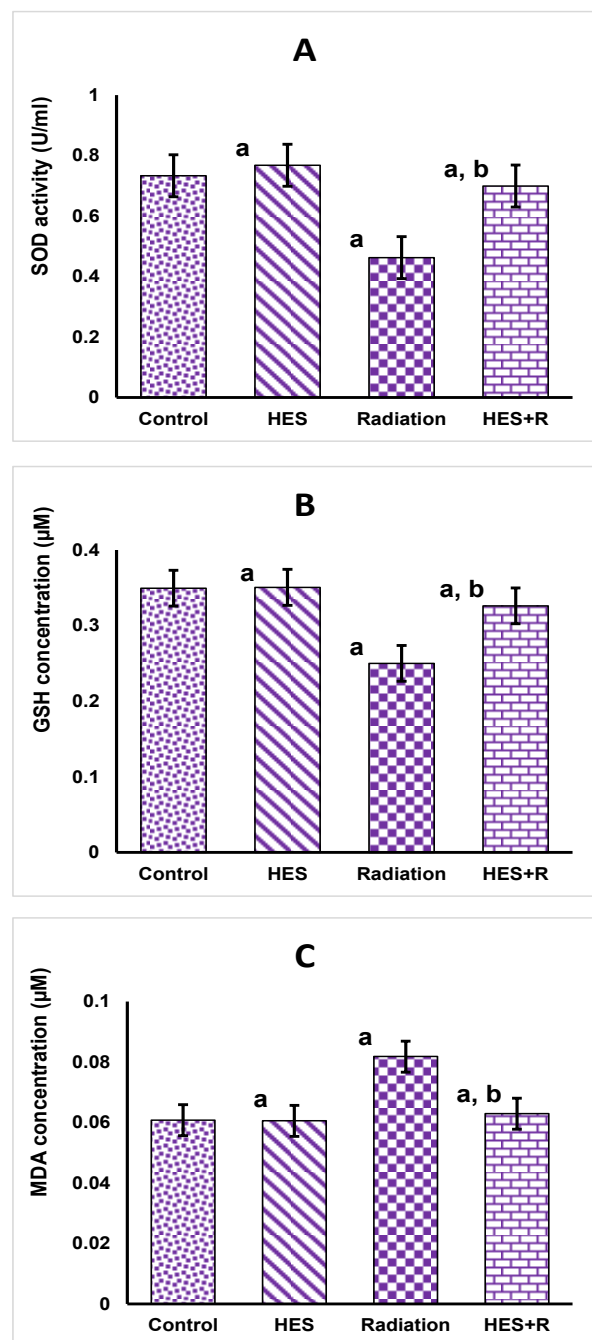 A
SOD activity (U/ml)
1
0.8
0.6
0.4
0.2
0
a
a
a, b
Control HES Radiation HES+R
B
GSH concentration (µM)
0.4
0.3
0.2
0.1
0
a
a
a, b
Control HES Radiation HES+R
C
MDA concentration (µM)
0.1
0.08
0.06
0.04
0.02
0
a
a
a, b
Control HES Radiation HES+R